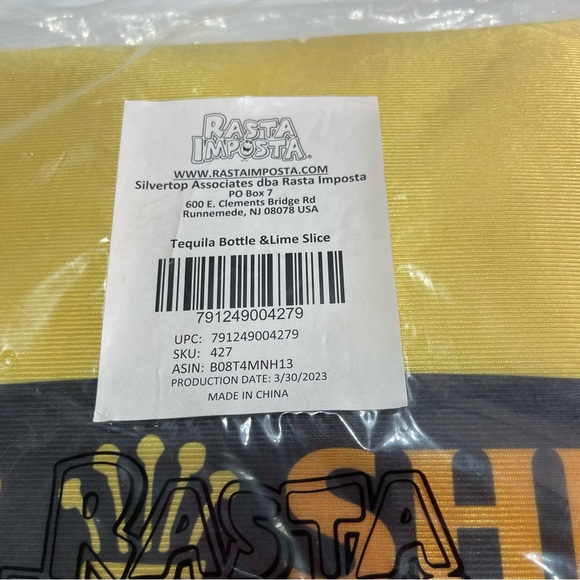 RASTA
IMPOSTA®
WWW.RASTAIMPOSTA.COM
Silvertop Associates dba Rasta Imposta
PO Box 7
600 E. Clements Bridge Rd
Runnemede, NJ 08078 USA
Tequila Bottle &Lime Slice
791249004279
UPC: 791249004279
SKU: 427
ASIN: B08T4MNH13
PRODUCTION DATE: 3/30/2023
MADE IN CHINA
RASTA